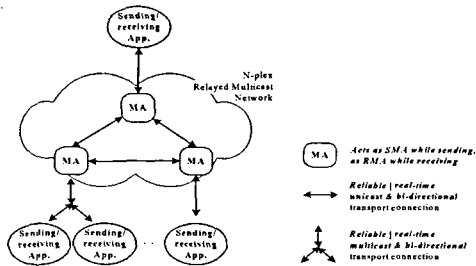 Sending/
receiving
App.
N-plex
Relayed Multicast
Network
MA
MA
MA
MA
Acts as SMA while sending,
as RMA while receiving
Reliable | real-time
unicast & bi-directional
transport connection
Reliable | real-time
multicast & bi-directional
transport connection
Sending/
receiving
App.
Sending/
receiving
App.
...
Sending/
receiving
App.